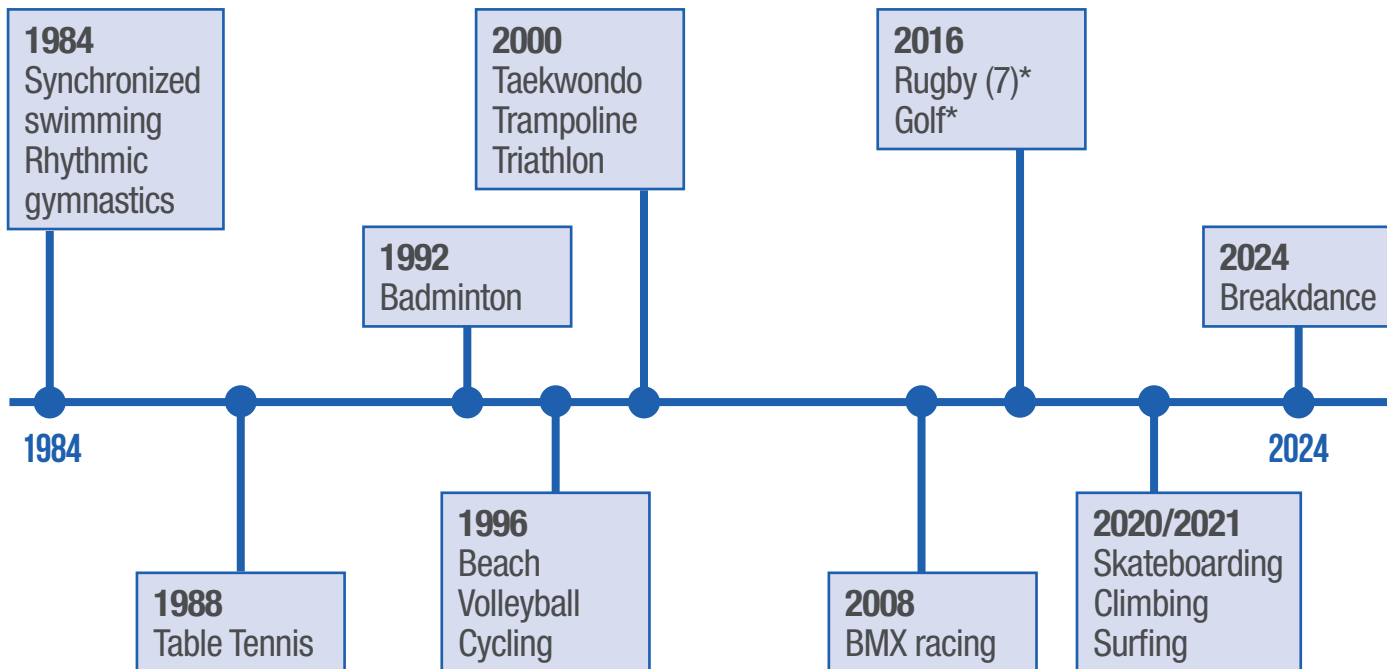 1984
Synchronized
swimming
Rhythmic
gymnastics
2000
Taekwondo
Trampoline
Triathlon
2016
Rugby (7)*
Golf*
1992
Badminton
2024
Breakdance
1984
2024
1988
Table Tennis
1996
Beach
Volleyball
Cycling
2008
BMX racing
2020/2021
Skateboarding
Climbing
Surfing